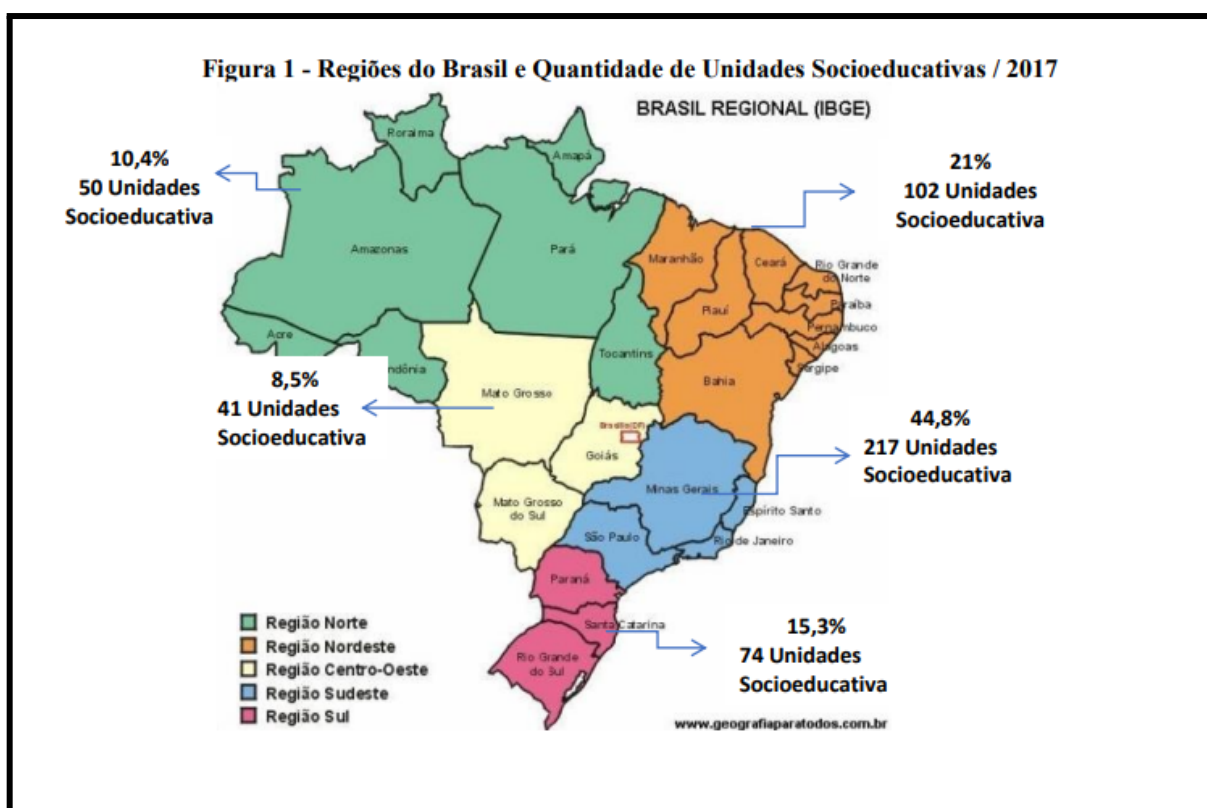 Figura 1 - Regiões do Brasil e Quantidade de Unidades Socioeducativas / 2017
BRASIL REGIONAL (IBGE)
10,4%
50 Unidades
Socioeducativa
21%
102 Unidades
Socioeducativa
Roraima
Amapá
Amazonas
Pará
Maranhão
Ceará
Rio Grande
do Norte
Paraíba
Piauí
Pernambuco
Alagoas
Sergipe
Acre
ndônia
Tocantins
Bahia
8,5%
41 Unidades
Socioeducativa
Mato Grosso
Brasília(DF)
Goiás
44,8%
217 Unidades
Socioeducativa
Minas Gerais
Espírito Santo
Mato Grosso
do Sul
São Paulo
Rio de Janeiro
Paraná
Santa Catarina
Rio Grande
do Sul
15,3%
74 Unidades
Socioeducativa
Região Norte
Região Nordeste
Região Centro-Oeste
Região Sudeste
Região Sul
www.geografiaparatodos.com.br